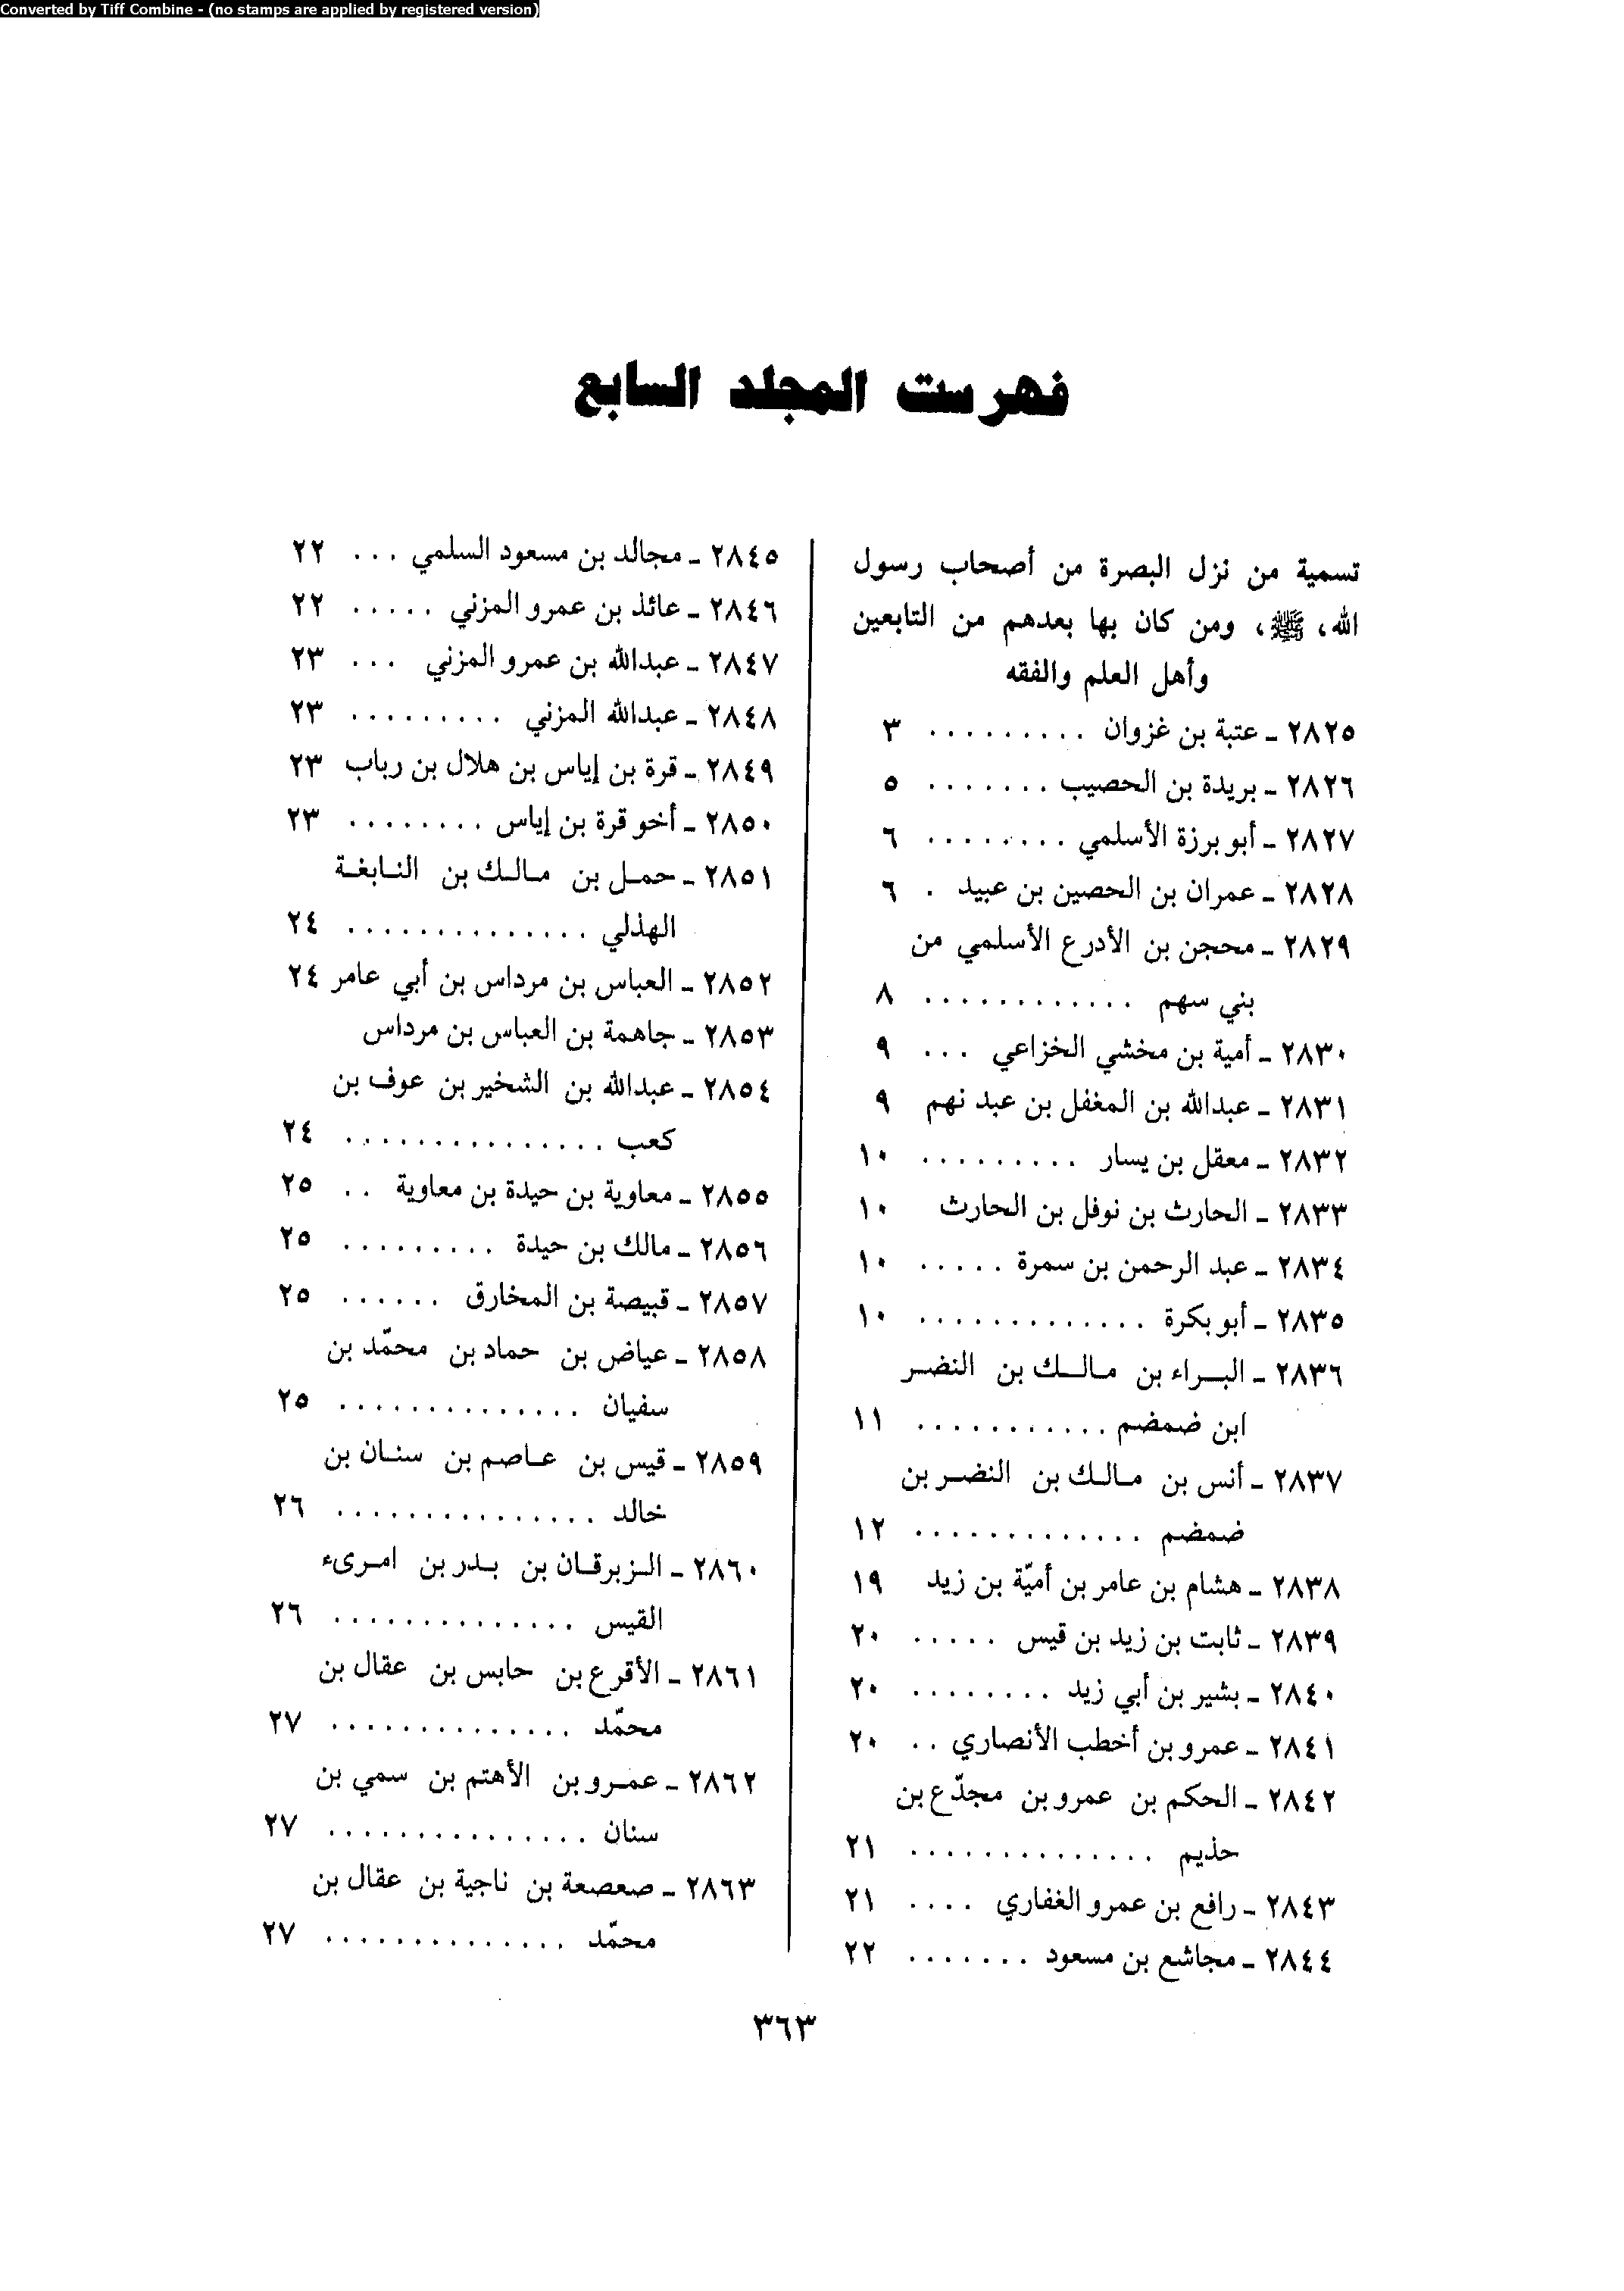 Converted by Tiff Combine - (no stamps are applied by registered version)
فهرست المجلد السابع
تسمية من نزل البصرة من أصحاب رسول
الله، ﷺ، ومن كان بها بعدهم من التابعين
وأهل العلم والفقه
٢٨٢٥ - عتبة بن غزوان . . . . . . . . . ٣
٢٨٢٦ - بريدة بن الحصيب . . . . . . . ٥
٢٨٢٧ - أبو برزة الأسلمي . . . . . . . . ٦
٢٨٢٨ - عمران بن الحصين بن عبيد . ٦
٢٨٢٩ - محجن بن الأدرع الأسلمي من
بني سهم . . . . . . . . . . . . ٨
٢٨٣٠ - أمية بن مخشي الخزاعي . . . ٩
٢٨٣١ - عبدالله بن المغفل بن عبد نهم ٩
٢٨٣٢ - معقل بن يسار . . . . . . . . . ١٠
٢٨٣٣ - الحارث بن نوفل بن الحارث ١٠
٢٨٣٤ - عبد الرحمن بن سمرة . . . . . ١٠
٢٨٣٥ - أبو بكرة . . . . . . . . . . . . . ١٠
٢٨٣٦ - البراء بن مالك بن النضر
ابن ضمضم . . . . . . . . . . . ١١
٢٨٣٧ - أنس بن مالك بن النضر بن
ضمضم . . . . . . . . . . . . . ١٢
٢٨٣٨ - هشام بن عامر بن أميّة بن زيد ١٩
٢٨٣٩ - ثابت بن زيد بن قيس . . . . . ٢٠
٢٨٤٠ - بشير بن أبي زيد . . . . . . . . ٢٠
٢٨٤١ - عمرو بن أخطب الأنصاري . . ٢٠
٢٨٤٢ - الحكم بن عمرو بن مجدّع بن
حذيم . . . . . . . . . . . . . . ٢١
٢٨٤٣ - رافع بن عمرو الغفاري . . . . ٢١
٢٨٤٤ - مجاشع بن مسعود . . . . . . . ٢٢
٢٨٤٥ - مجالد بن مسعود السلمي . . . ٢٢
٢٨٤٦ - عائذ بن عمرو المزني . . . . . ٢٢
٢٨٤٧ - عبدالله بن عمرو المزني . . . ٢٣
٢٨٤٨ - عبدالله المزني . . . . . . . . . ٢٣
٢٨٤٩ - قرة بن إياس بن هلال بن رباب ٢٣
٢٨٥٠ - أخو قرة بن إياس . . . . . . . . ٢٣
٢٨٥١ - حمل بن مالك بن النابغة
الهذلي . . . . . . . . . . . . . . ٢٤
٢٨٥٢ - العباس بن مرداس بن أبي عامر ٢٤
٢٨٥٣ - جاهمة بن العباس بن مرداس
٢٨٥٤ - عبدالله بن الشخير بن عوف بن
كعب . . . . . . . . . . . . . . . ٢٤
٢٨٥٥ - معاوية بن حيدة بن معاوية . . ٢٥
٢٨٥٦ - مالك بن حيدة . . . . . . . . . ٢٥
٢٨٥٧ - قبيصة بن المخارق . . . . . . ٢٥
٢٨٥٨ - عياض بن حماد بن محمّد بن
سفيان . . . . . . . . . . . . . . ٢٥
٢٨٥٩ - قيس بن عاصم بن سنان بن
خالد . . . . . . . . . . . . . . . ٢٦
٢٨٦٠ - الزبرقان بن بدر بن امرىء
القيس . . . . . . . . . . . . . . ٢٦
٢٨٦١ - الأقرع بن حابس بن عقال بن
محمّد . . . . . . . . . . . . . . ٢٧
٢٨٦٢ - عمرو بن الأهتم بن سمي بن
سنان . . . . . . . . . . . . . . . ٢٧
٢٨٦٣ - صعصعة بن ناجية بن عقال بن
محمّد . . . . . . . . . . . . . . ٢٧
٣٦٣